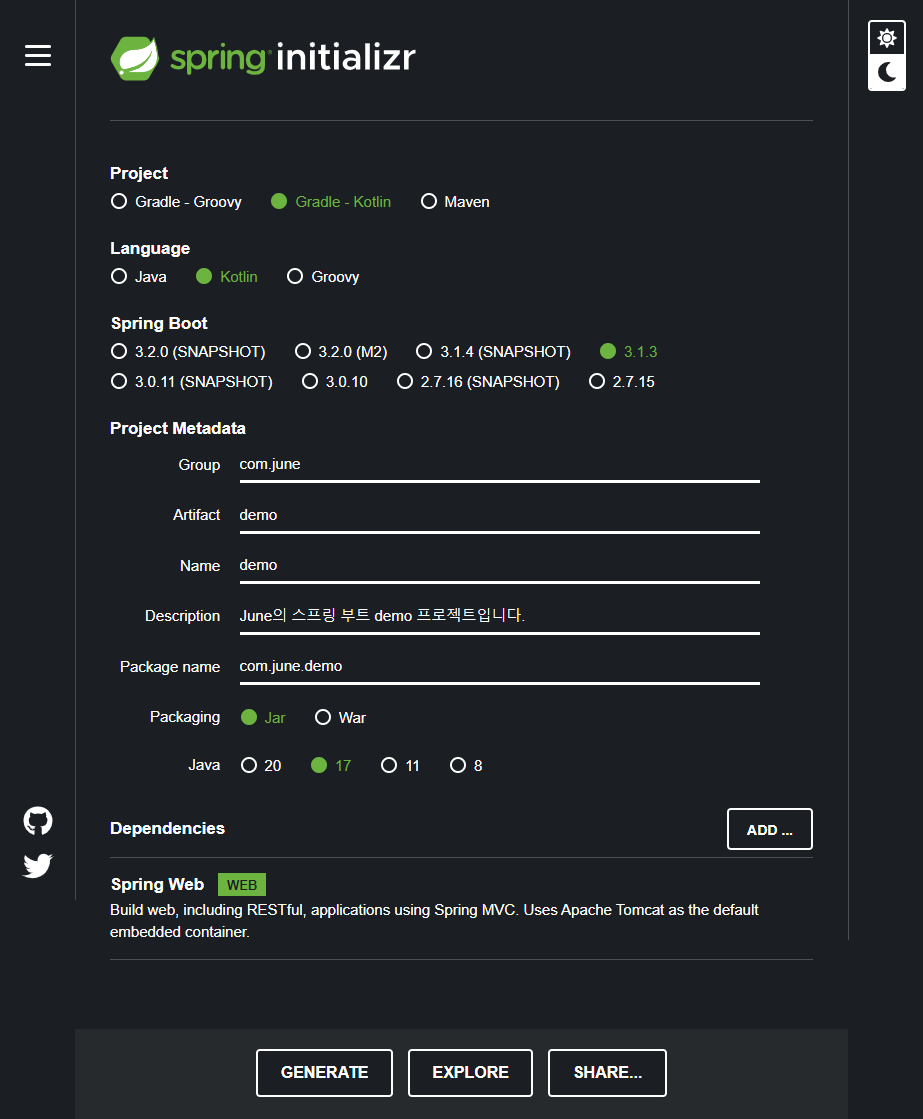 spring initializr
Project
Gradle - Groovy Gradle - Kotlin Maven
Language
Java Kotlin Groovy
Spring Boot
3.2.0 (SNAPSHOT) 3.2.0 (M2) 3.1.4 (SNAPSHOT) 3.1.3
3.0.11 (SNAPSHOT) 3.0.10 2.7.16 (SNAPSHOT) 2.7.15
Project Metadata
Group com.june
Artifact demo
Name demo
Description June의 스프링 부트 demo 프로젝트입니다.
Package name com.june.demo
Packaging Jar War
Java 20 17 11 8
Dependencies ADD ...
Spring Web WEB
Build web, including RESTful, applications using Spring MVC. Uses Apache Tomcat as the default
embedded container.
GENERATE EXPLORE SHARE...